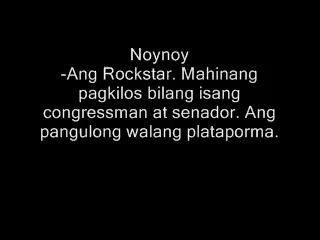 Noynoy
-Ang Rockstar. Mahinang
pagkilos bilang isang
congressman at senador. Ang
pangulong walang plataporma.